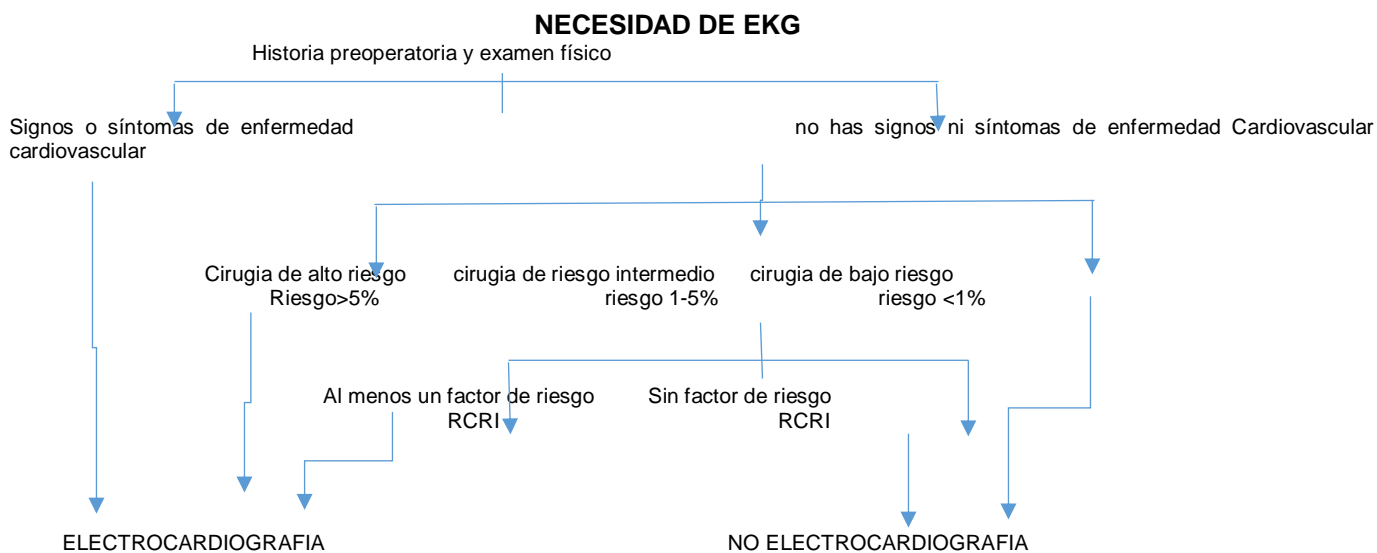 NECESIDAD DE EKG
Historia preoperatoria y examen físico
Signos o síntomas de enfermedad
cardiovascular
no has signos ni síntomas de enfermedad Cardiovascular
Cirugia de alto riesgo
Riesgo>5%
cirugia de riesgo intermedio
riesgo 1-5%
cirugia de bajo riesgo
riesgo <1%
Al menos un factor de riesgo
RCRI
Sin factor de riesgo
RCRI
ELECTROCARDIOGRAFIA
NO ELECTROCARDIOGRAFIA